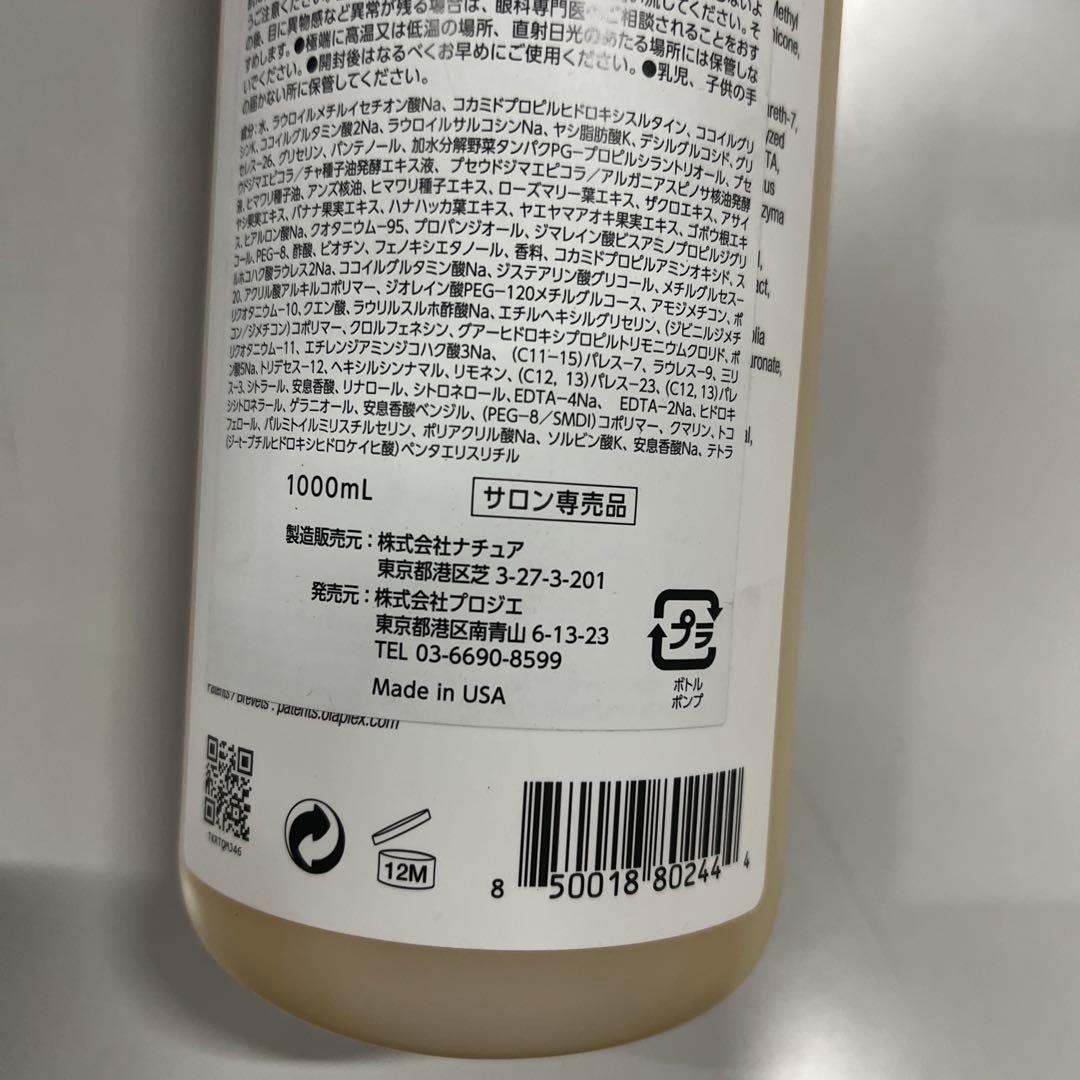 うご注意ください。
の後、目に異物感など異常が残る場合は、眼科専門医にご相談されることをおす
すめします。●極端に高温又は低温の場所、直射日光のあたる場所には保管しな
いでください。●開封後はなるべくお早めにご使用ください。●乳児、子供の手
の届かない所に保管してください。
成分：水、ラウロイルメチルイセチオン酸Na、コカミドプロピルヒドロキシスルタイン、ココイルグリ
シンK、ココイルグルタミン酸2Na、ラウロイルサルコシンNa、ヤシ脂肪酸K、デシルグルコシド、グリ
セレス-26、グリセリン、パンテノール、加水分解野菜タンパクPG-プロピルシラントリオール、プセ
ウドジマエピコラ／チャ種子油発酵エキス液、プセウドジマエピコラ／アルガニアスピノサ核油発酵
液、ヒマワリ種子油、アンズ核油、ヒマワリ種子エキス、ローズマリー葉エキス、ザクロエキス、アサイ
ヤシ果実エキス、バナナ果実エキス、ハナハッカ葉エキス、ヤエヤマアオキ果実エキス、ゴボウ根エキ
ス、ヒアルロン酸Na、クオタニウム-95、プロパンジオール、ジマレイン酸ビスアミノプロピルジグリ
コール、PEG-8、酢酸、ビオチン、フェノキシエタノール、香料、コカミドプロピルアミンオキシド、ス
ルホコハク酸ラウレス2Na、ココイルグルタミン酸Na、ジステアリン酸グリコール、メチルグルセス-
20、アクリル酸アルキルコポリマー、ジオレイン酸PEG-120メチルグルコース、アモジメチコン、ポ
リクオタニウム-10、クエン酸、ラウリルスルホ酢酸Na、エチルヘキシルグリセリン、(ジビニルジメチ
コン/ジメチコン)コポリマー、クロルフェネシン、グアーヒドロキシプロピルトリモニウムクロリド、ポ
リクオタニウム-11、エチレンジアミンジコハク酸3Na、(C11-15)パレス-7、ラウレス-9、ミリ
ン酸5Na、トリデセス-12、ヘキシルシンナマル、リモネン、(C12, 13)パレス-23、(C12, 13)パレ
ス-3、シトラール、安息香酸、リナロール、シトロネロール、EDTA-4Na、EDTA-2Na、ヒドロキ
シシトロネラール、ゲラニオール、安息香酸ベンジル、(PEG-8／SMDI)コポリマー、クマリン、トコ
フェロール、パルミトイルミリスチルセリン、ポリアクリル酸Na、ソルビン酸K、安息香酸Na、テトラ
(ジ-t-ブチルヒドロキシヒドロケイヒ酸)ペンタエリスリチル
1000mL
サロン専売品
製造販売元：株式会社ナチュア
東京都港区芝 3-27-3-201
発売元：株式会社プロジエ
東京都港区南青山 6-13-23
TEL 03-6690-8599
Made in USA
プラ
ボトル
ポンプ
Patents / Brevets : patents.olaplex.com
TKRTQMJ46
12M
8 50018 80244 4